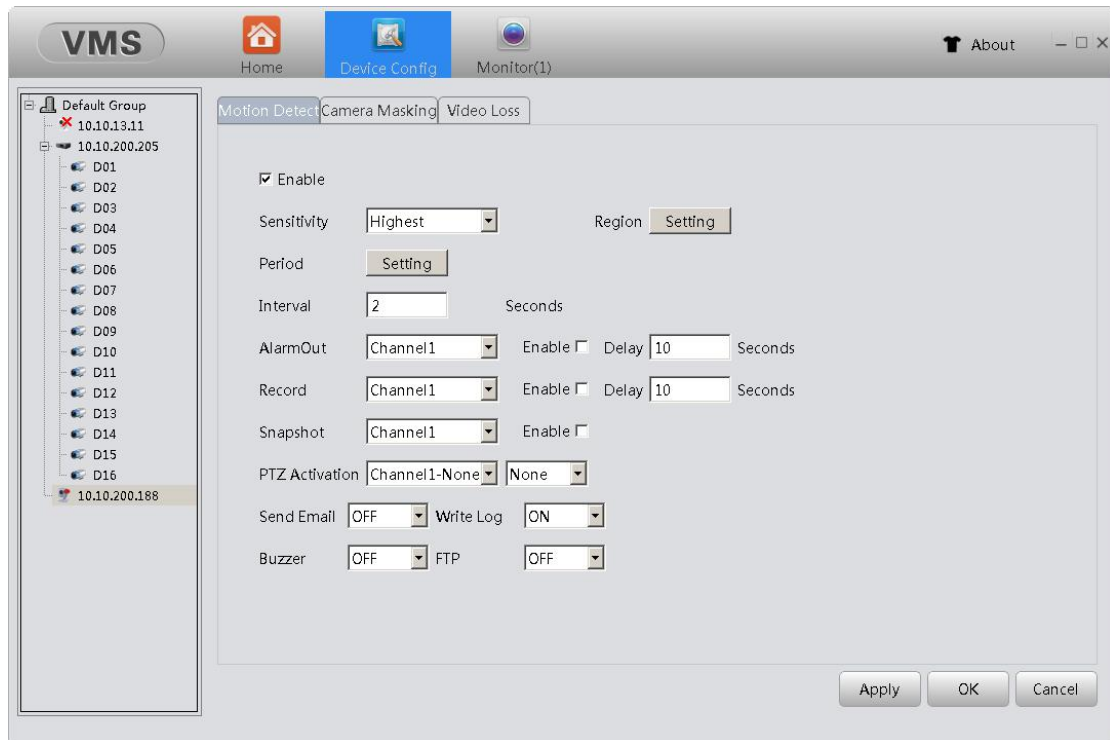 VMS
Home
Device Config
Monitor(1)
About
Default Group
10.10.13.11
10.10.200.205
D01
D02
D03
D04
D05
D06
D07
D08
D09
D10
D11
D12
D13
D14
D15
D16
10.10.200.188
Motion Detect Camera Masking Video Loss
Enable
Sensitivity Highest Region Setting
Period Setting
Interval 2 Seconds
AlarmOut Channel1 Enable Delay 10 Seconds
Record Channel1 Enable Delay 10 Seconds
Snapshot Channel1 Enable
PTZ Activation Channel1-None None
Send Email OFF Write Log ON
Buzzer OFF FTP OFF
Apply OK Cancel